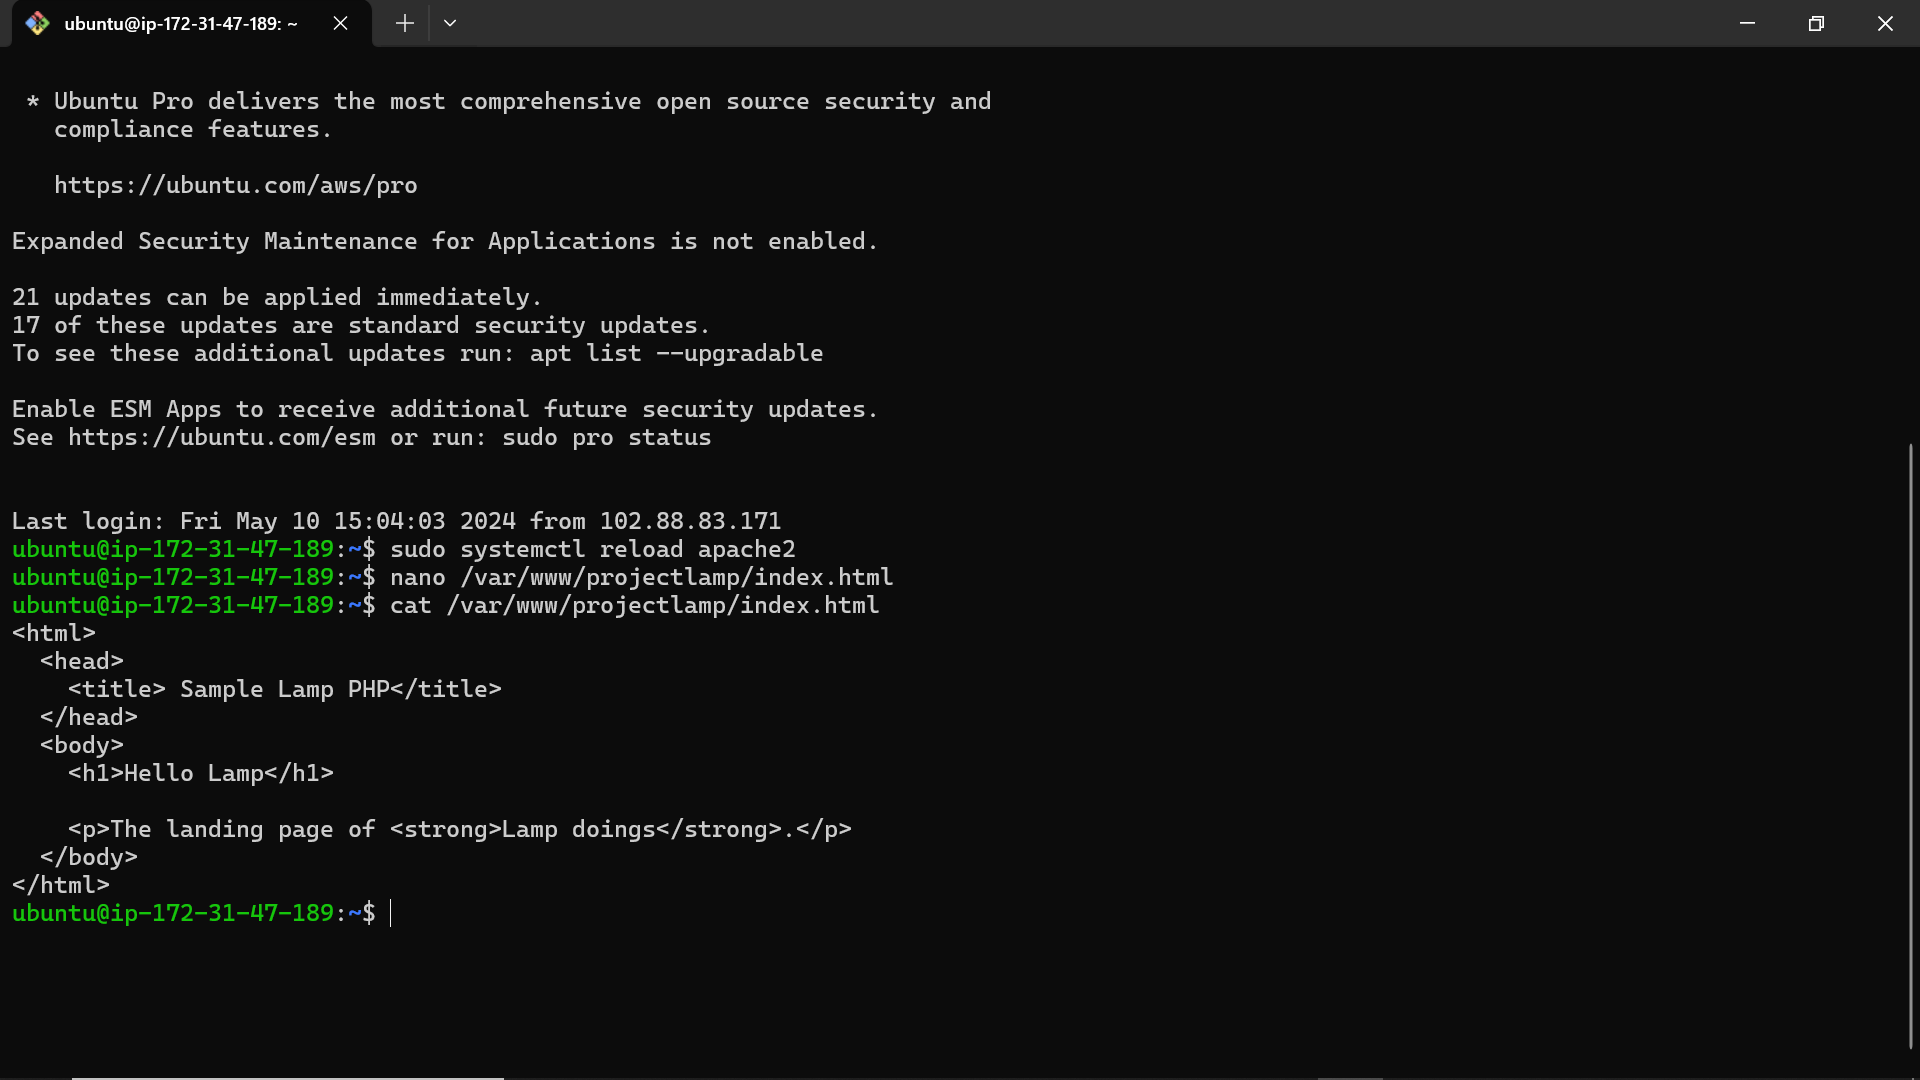 ubuntu@ip-172-31-47-189: ~
* Ubuntu Pro delivers the most comprehensive open source security and
compliance features.
https://ubuntu.com/aws/pro
Expanded Security Maintenance for Applications is not enabled.
21 updates can be applied immediately.
17 of these updates are standard security updates.
To see these additional updates run: apt list --upgradable
Enable ESM Apps to receive additional future security updates.
See https://ubuntu.com/esm or run: sudo pro status
Last login: Fri May 10 15:04:03 2024 from 102.88.83.171
ubuntu@ip-172-31-47-189:~$ sudo systemctl reload apache2
ubuntu@ip-172-31-47-189:~$ nano /var/www/projectlamp/index.html
ubuntu@ip-172-31-47-189:~$ cat /var/www/projectlamp/index.html
<html>
  <head>
    <title> Sample Lamp PHP</title>
  </head>
  <body>
    <h1>Hello Lamp</h1>
    <p>The landing page of <strong>Lamp doings</strong>.</p>
  </body>
</html>
ubuntu@ip-172-31-47-189:~$